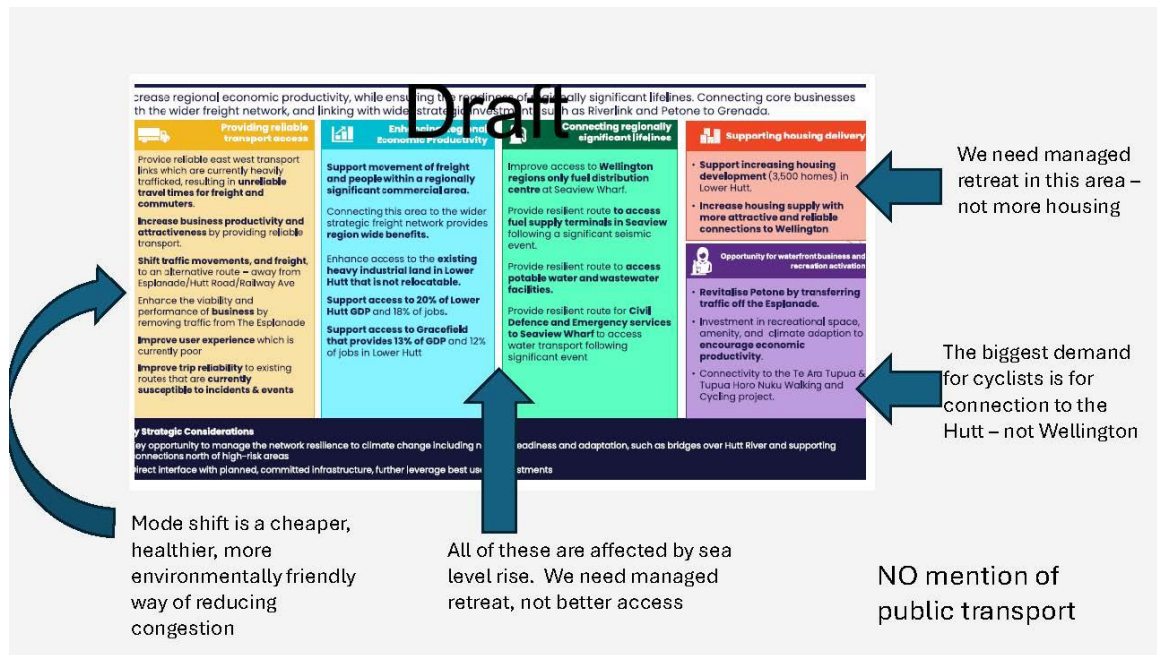 Draft
crease regional economic productivity, while ensuring the readiness of regionally significant lifelines. Connecting core businesses
th the wider freight network, and linking with wider strategic investments such as Riverlink and Petone to Grenada.
Providing reliable
transport access
Provide reliable east west transport
links which are currently heavily
trafficked, resulting in unreliable
travel times for freight and
commuters.
Increase business productivity and
attractiveness by providing reliable
transport.
Shift traffic movements, and freight,
to an alternative route – away from
Esplanade/Hutt Road/Railway Ave
Enhance the viability and
performance of business by
removing traffic from The Esplanade
Improve user experience which is
currently poor
Improve trip reliability to existing
routes that are currently
susceptible to incidents & events
Enhancing Regional
Economic Productivity
Support movement of freight
and people within a regionally
significant commercial area.
Connecting this area to the wider
strategic freight network provides
region wide benefits.
Enhance access to the existing
heavy industrial land in Lower
Hutt that is not relocatable.
Support access to 20% of Lower
Hutt GDP and 18% of jobs.
Support access to Gracefield
that provides 13% of GDP and 12%
of jobs in Lower Hutt
Connecting regionally
significant lifelines
Improve access to Wellington
regions only fuel distribution
centre at Seaview Wharf.
Provide resilient route to access
fuel supply terminals in Seaview
following a significant seismic
event.
Provide resilient route to access
potable water and wastewater
facilities.
Provide resilient route for Civil
Defence and Emergency services
to Seaview Wharf to access
water transport following
significant event
Supporting housing delivery
• Support increasing housing
development (3,500 homes) in
Lower Hutt.
• Increase housing supply with
more attractive and reliable
connections to Wellington
Opportunity for waterfront business and
recreation activation
• Revitalise Petone by transferring
traffic off the Esplanade.
• Investment in recreational space,
amenity, and climate adaption to
encourage economic
productivity.
• Connectivity to the Te Ara Tupua &
Tupua Horo Nuku Walking and
Cycling project.
y Strategic Considerations
ey opportunity to manage the network resilience to climate change including readiness and adaptation, such as bridges over Hutt River and supporting
onnections north of high-risk areas
irect interface with planned, committed infrastructure, further leverage best
We need managed
retreat in this area –
not more housing
The biggest demand
for cyclists is for
connection to the
Hutt – not Wellington
Mode shift is a cheaper,
healthier, more
environmentally friendly
way of reducing
congestion
All of these are affected by sea
level rise. We need managed
retreat, not better access
NO mention of
public transport